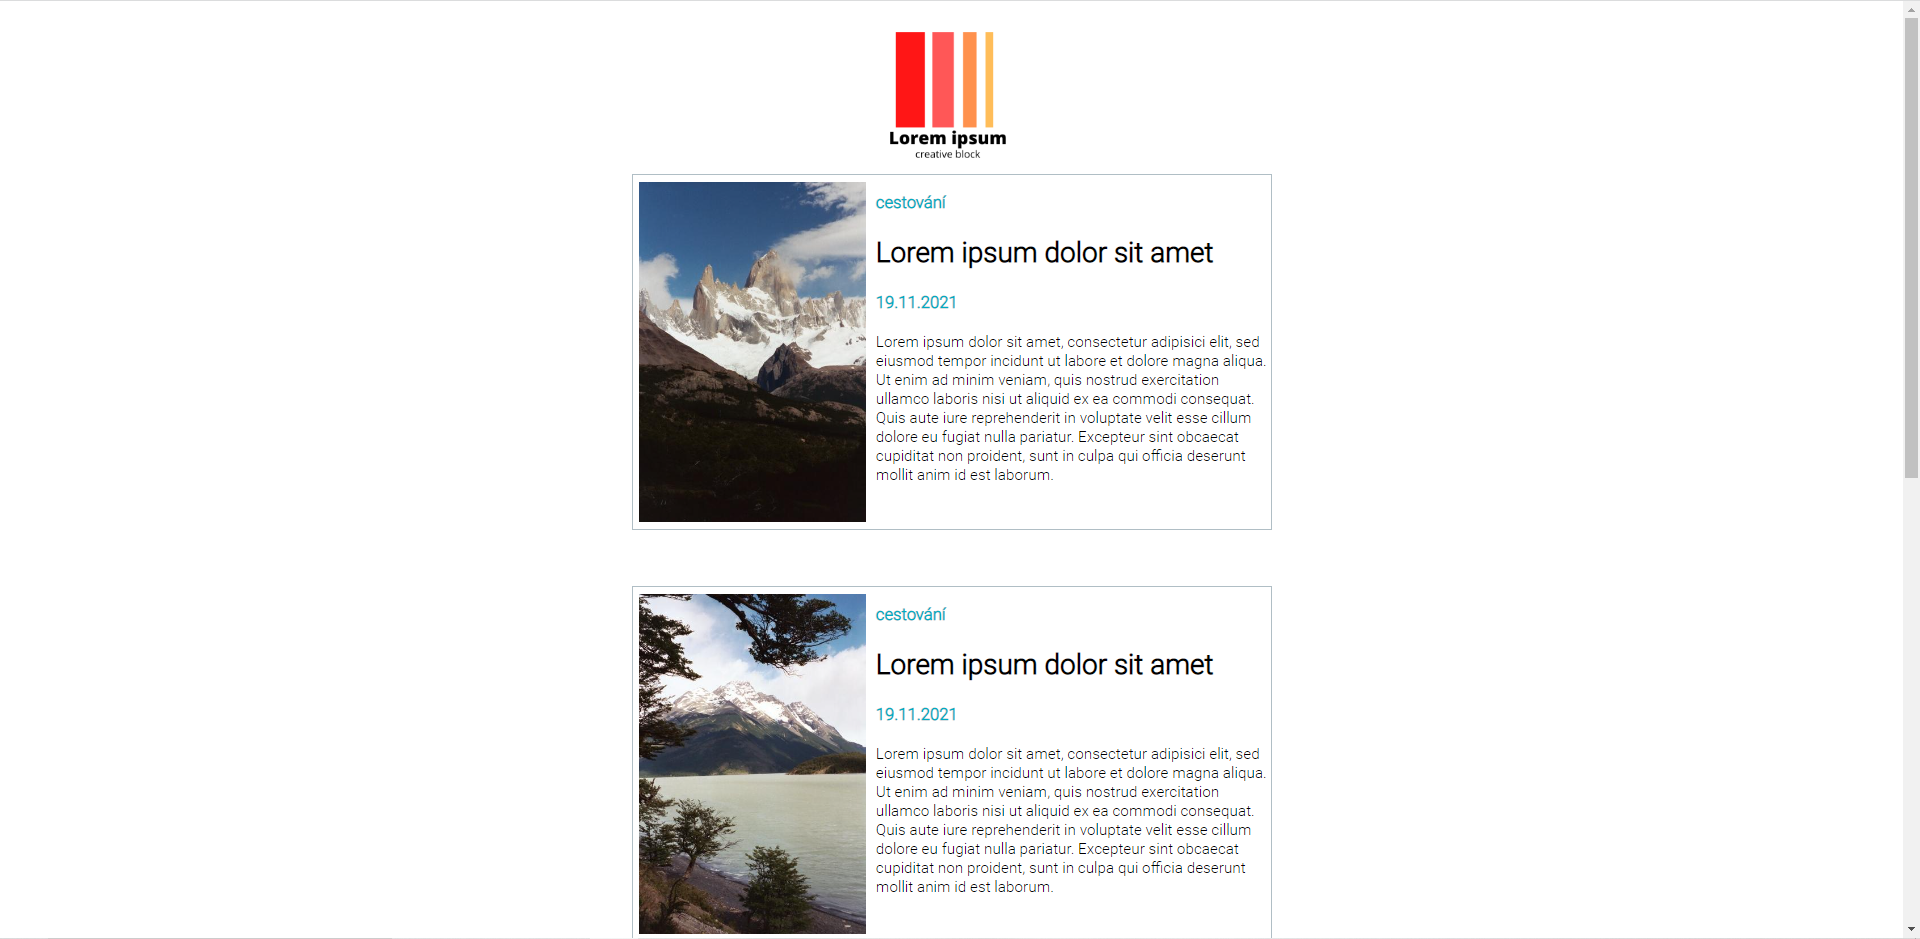 Lorem ipsum
creative block
cestování
Lorem ipsum dolor sit amet
19.11.2021
Lorem ipsum dolor sit amet, consectetur adipisici elit, sed
eiusmod tempor incidunt ut labore et dolore magna aliqua.
Ut enim ad minim veniam, quis nostrud exercitation
ullamco laboris nisi ut aliquid ex ea commodi consequat.
Quis aute iure reprehenderit in voluptate velit esse cillum
dolore eu fugiat nulla pariatur. Excepteur sint obcaecat
cupiditat non proident, sunt in culpa qui officia deserunt
mollit anim id est laborum.
cestování
Lorem ipsum dolor sit amet
19.11.2021
Lorem ipsum dolor sit amet, consectetur adipisici elit, sed
eiusmod tempor incidunt ut labore et dolore magna aliqua.
Ut enim ad minim veniam, quis nostrud exercitation
ullamco laboris nisi ut aliquid ex ea commodi consequat.
Quis aute iure reprehenderit in voluptate velit esse cillum
dolore eu fugiat nulla pariatur. Excepteur sint obcaecat
cupiditat non proident, sunt in culpa qui officia deserunt
mollit anim id est laborum.